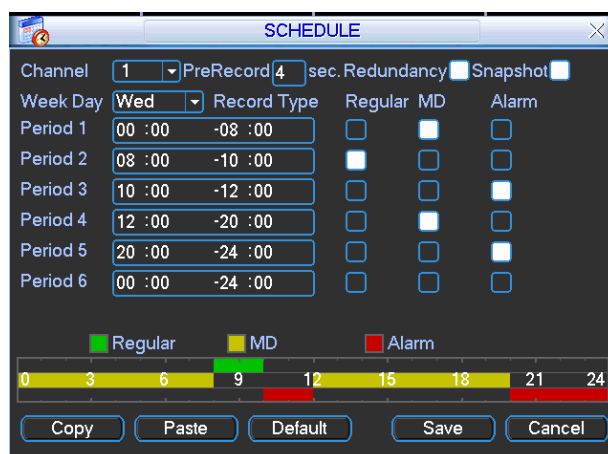 SCHEDULE
Channel 1 PreRecord 4 sec. Redundancy Snapshot
Week Day Wed Record Type Regular MD Alarm
Period 1 00 :00 -08 :00
Period 2 08 :00 -10 :00
Period 3 10 :00 -12 :00
Period 4 12 :00 -20 :00
Period 5 20 :00 -24 :00
Period 6 00 :00 -24 :00
Regular MD Alarm
0 3 6 9 12 15 18 21 24
Copy Paste Default Save Cancel